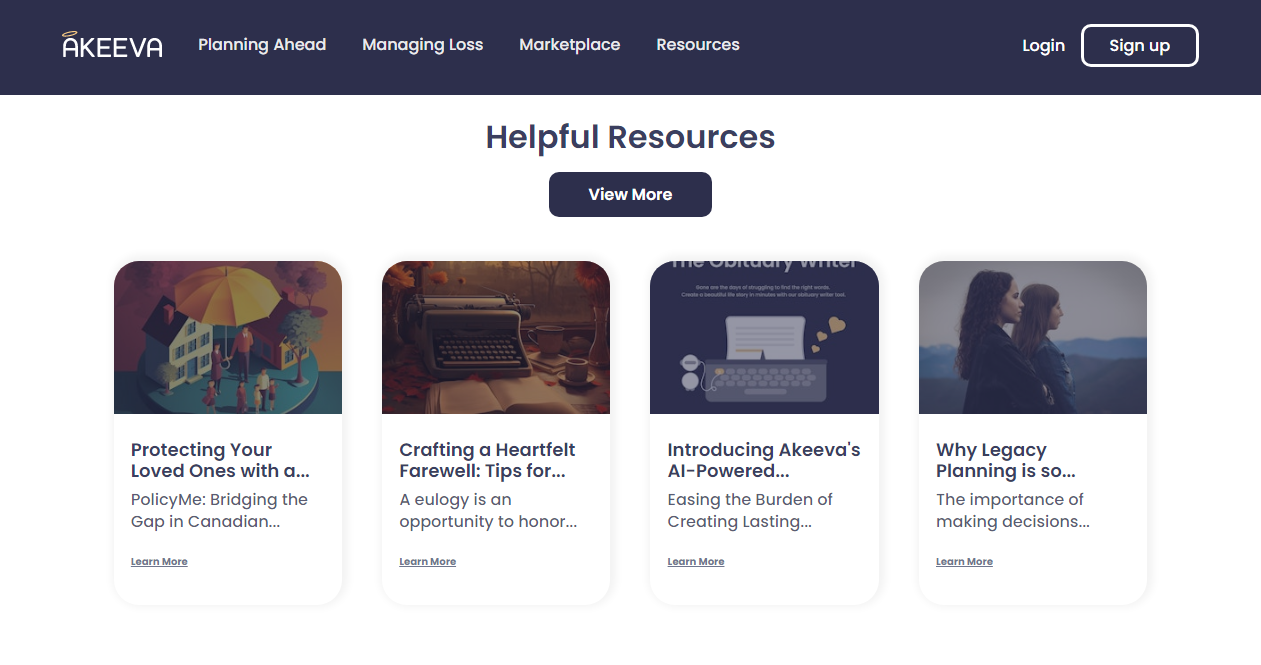 AKEEVA
Planning Ahead
Managing Loss
Marketplace
Resources
Login
Sign up
Helpful Resources
View More
The Obituary Writer
Gone are the days of struggling to find the right words.
Create a beautiful life story in minutes with our obituary writer tool.
Protecting Your
Loved Ones with a...
PolicyMe: Bridging the
Gap in Canadian...
Learn More
Crafting a Heartfelt
Farewell: Tips for...
A eulogy is an
opportunity to honor...
Learn More
Introducing Akeeva's
AI-Powered...
Easing the Burden of
Creating Lasting...
Learn More
Why Legacy
Planning is so...
The importance of
making decisions...
Learn More